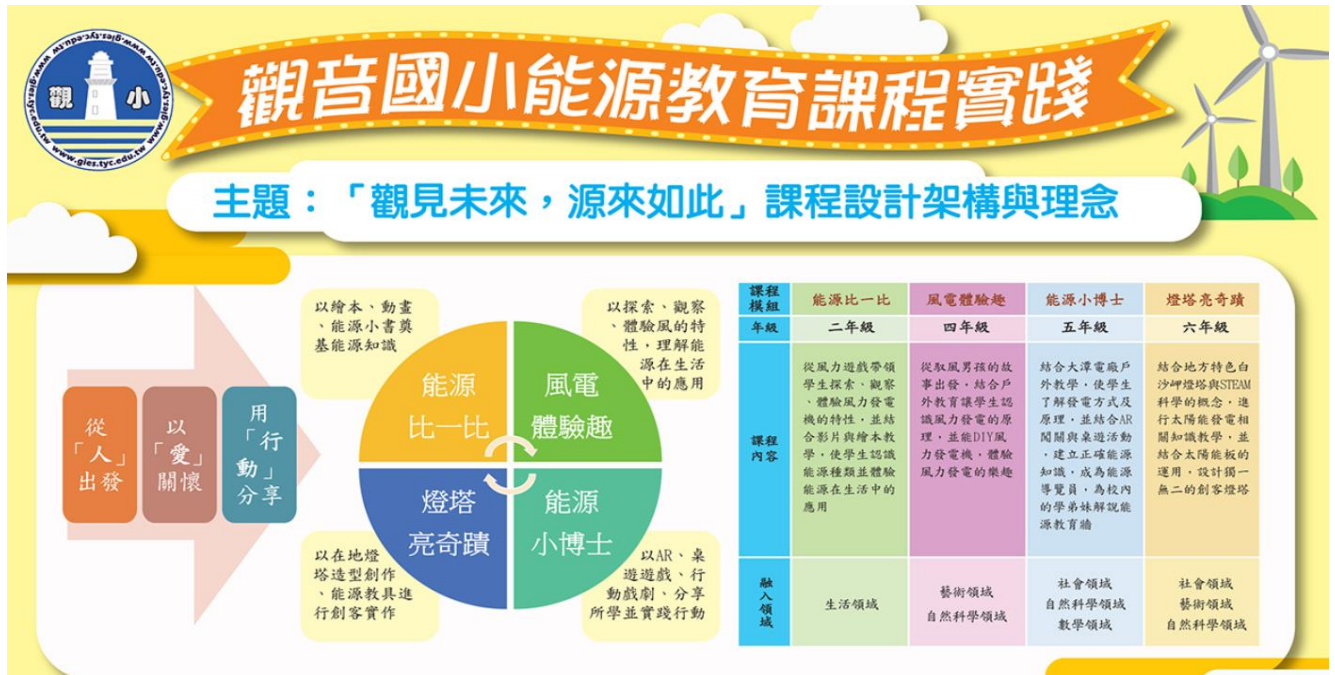 觀小
www.gies.tyc.edu.tw www.gies.tyc.edu.tw www.gies.tyc.edu.tw
觀音國小能源教育課程實踐
主題：「觀見未來，源來如此」課程設計架構與理念
從
「人」
出發
以
「愛」
關懷
用
「行
動」
分享
以繪本、動畫
、能源小書奠
基能源知識
以探索、觀察
、體驗風的特
性，理解能
源在生活
中的應用
能源
比一比
風電
體驗趣
燈塔
亮奇蹟
能源
小博士
以在地燈
塔造型創作
、能源教具進
行創客實作
以AR、桌
遊遊戲、行
動戲劇、分享
所學並實踐行動
課程
模組
能源比一比
風電體驗趣
能源小博士
燈塔亮奇蹟
年級
二年級
四年級
五年級
六年級
課程
內容
從風力遊戲帶領
學生探索、觀察
、體驗風力發電
機的特性，並結
合影片與繪本教
學，使學生認識
能源種類並體驗
能源在生活中的
應用
從馭風男孩的故
事出發，結合戶
外教育讓學生認
識風力發電的原
理，並能DIY風
力發電機，體驗
風力發電的樂趣
結合大潭電廠戶
外教學，使學生
了解發電方式及
原理，並結合AR
闖關與桌遊活動
，建立正確能源
知識，成為能源
導覽員，為校內
的學弟妹解說能
源教育牆
結合地方特色白
沙岬燈塔與STEAM
科學的概念，進
行太陽能發電相
關知識教學，並
結合太陽能板的
運用，設計獨一
無二的創客燈塔
融
入
領
域
生活領域
藝術領域
自然科學領域
社會領域
自然科學領域
數學領域
社會領域
藝術領域
自然科學領域